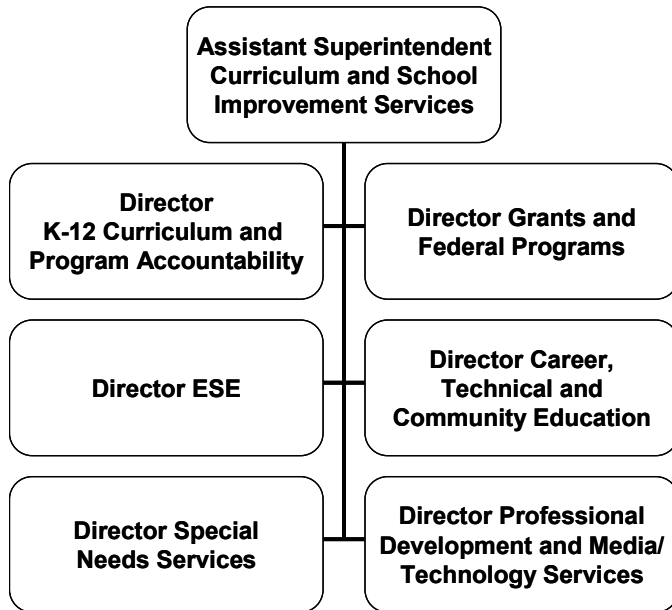 Assistant Superintendent
Curriculum and School
Improvement Services
Director
K-12 Curriculum and
Program Accountability
Director Grants and
Federal Programs
Director ESE
Director Career,
Technical and
Community Education
Director Special
Needs Services
Director Professional
Development and Media/
Technology Services